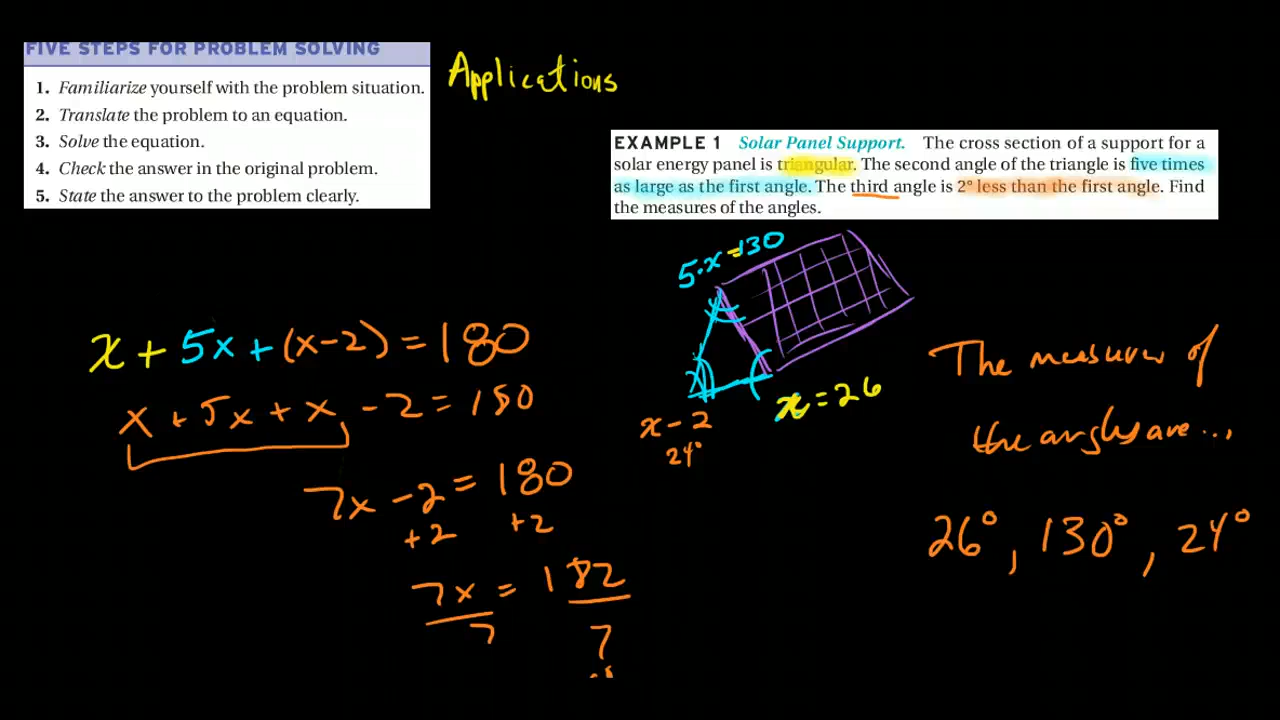 FIVE STEPS FOR PROBLEM SOLVING
1. Familiarize yourself with the problem situation.
2. Translate the problem to an equation.
3. Solve the equation.
4. Check the answer in the original problem.
5. State the answer to the problem clearly.
Applications
EXAMPLE 1 Solar Panel Support. The cross section of a support for a
solar energy panel is triangular. The second angle of the triangle is five times
as large as the first angle. The third angle is 2° less than the first angle. Find
the measures of the angles.
5·x=130
x=26
x-2
24°
x + 5x + (x-2) = 180
x + 5x + x - 2 = 180
7x - 2 = 180
+2 +2
7x = 182
7 7
The measures of
the angles are...
26°, 130°, 24°